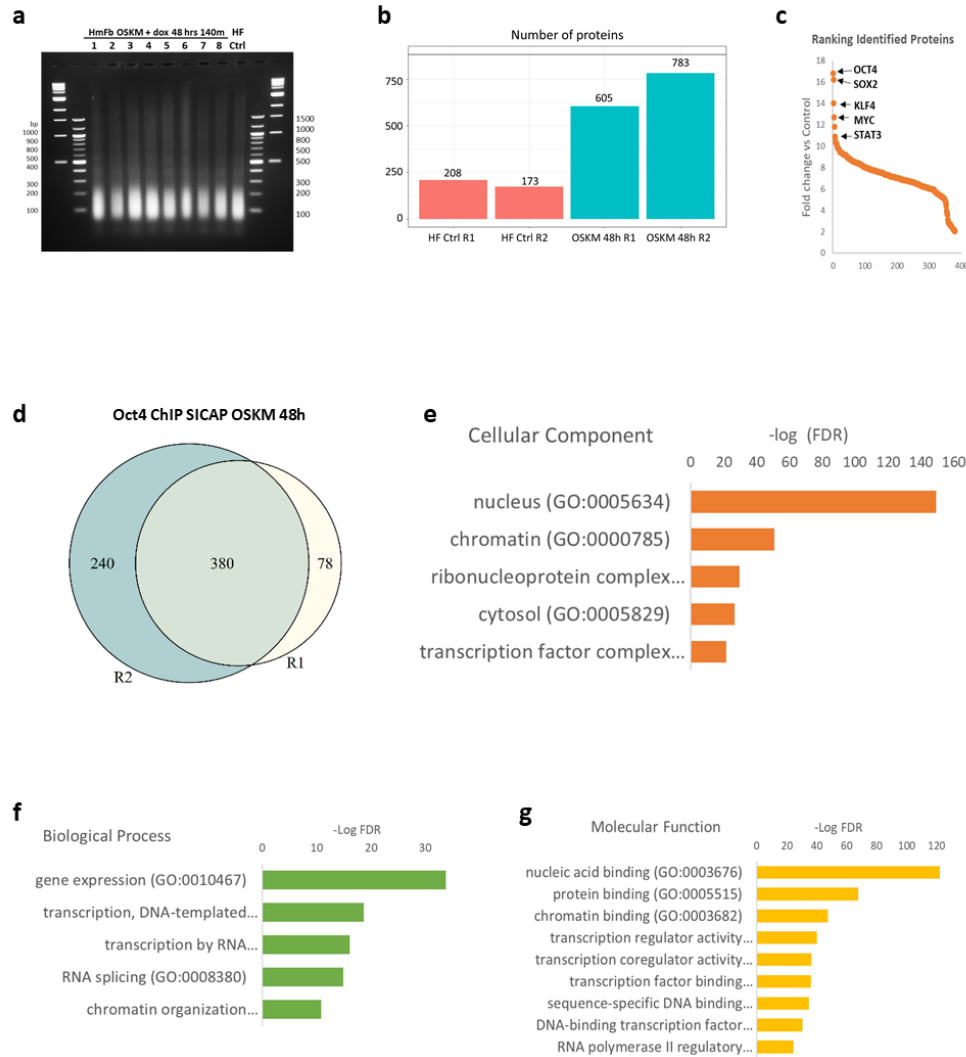 a
HmFb OSKM + dox 48 hrs 140m HF
1 2 3 4 5 6 7 8 Ctrl
bp
1000
900
800
700
600
500
400
300
200
100
1500
1000
800
600
500
300
200
100
b
Number of proteins
750
500
250
0
208
173
605
783
HF Ctrl R1
HF Ctrl R2
OSKM 48h R1
OSKM 48h R2
c
Ranking Identified Proteins
Fold change vs Control
18
16
14
12
10
8
6
4
2
0
OCT4
SOX2
KLF4
MYC
STAT3
0 100 200 300 400
d
Oct4 ChIP SICAP OSKM 48h
240
380
78
R2
R1
e
Cellular Component
-log (FDR)
0 20 40 60 80 100 120 140 160
nucleus (GO:0005634)
chromatin (GO:0000785)
ribonucleoprotein complex...
cytosol (GO:0005829)
transcription factor complex...
f
Biological Process
-Log FDR
0 10 20 30
gene expression (GO:0010467)
transcription, DNA-templated...
transcription by RNA...
RNA splicing (GO:0008380)
chromatin organization...
g
Molecular Function
-Log FDR
0 20 40 60 80 100 120
nucleic acid binding (GO:0003676)
protein binding (GO:0005515)
chromatin binding (GO:0003682)
transcription regulator activity...
transcription coregulator activity...
transcription factor binding...
sequence-specific DNA binding...
DNA-binding transcription factor...
RNA polymerase II regulatory...